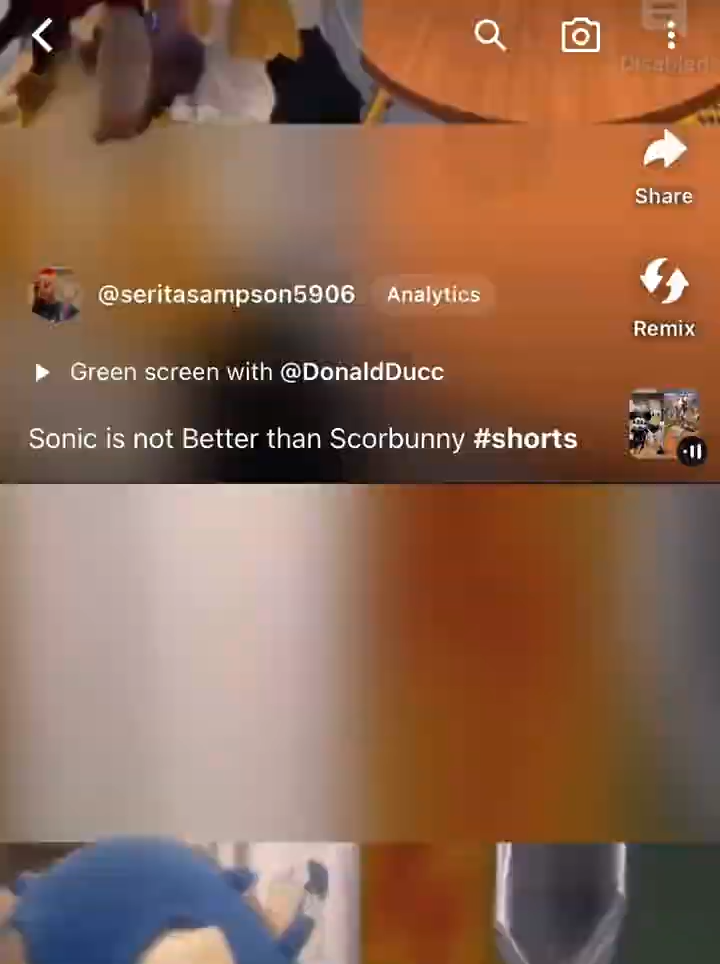 Disabled
Share
@seritasampson5906 Analytics
Remix
Green screen with @DonaldDucc
Sonic is not Better than Scorbunny #shorts